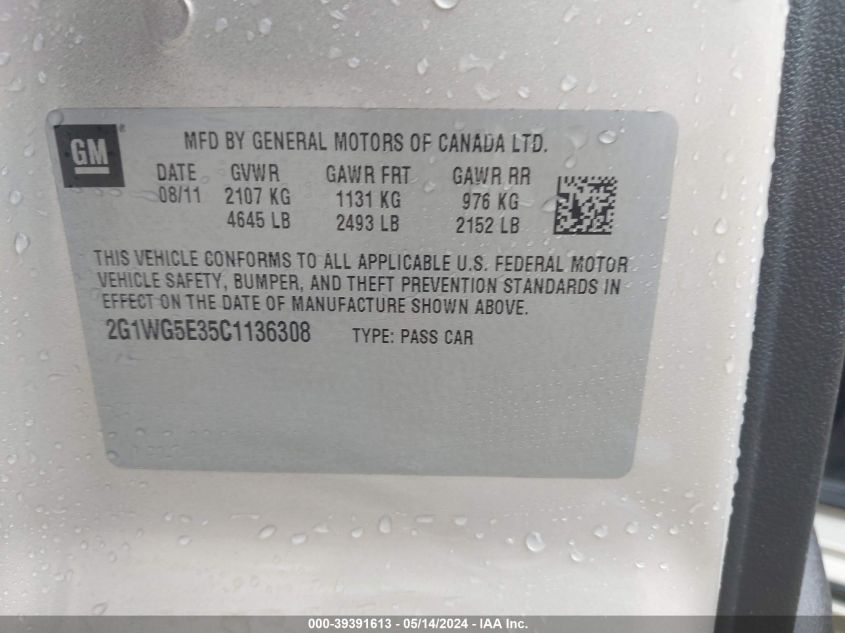 GM®
MFD BY GENERAL MOTORS OF CANADA LTD.
DATE GVWR GAWR FRT GAWR RR
08/11 2107 KG 1131 KG 976 KG
4645 LB 2493 LB 2152 LB
THIS VEHICLE CONFORMS TO ALL APPLICABLE U.S. FEDERAL MOTOR
VEHICLE SAFETY, BUMPER, AND THEFT PREVENTION STANDARDS IN
EFFECT ON THE DATE OF MANUFACTURE SHOWN ABOVE.
2G1WG5E35C1136308 TYPE: PASS CAR
000-39391613 - 05/14/2024 - IAA Inc.